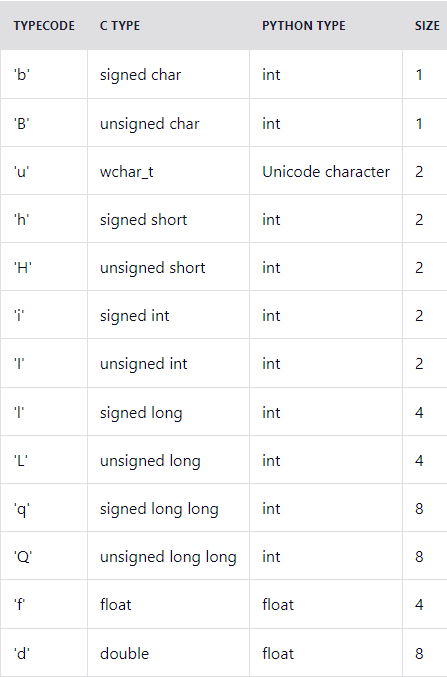 TYPECODE C TYPE PYTHON TYPE SIZE
'b' signed char int 1
'B' unsigned char int 1
'u' wchar_t Unicode character 2
'h' signed short int 2
'H' unsigned short int 2
'i' signed int int 2
'I' unsigned int int 2
'l' signed long int 4
'L' unsigned long int 4
'q' signed long long int 8
'Q' unsigned long long int 8
'f' float float 4
'd' double float 8